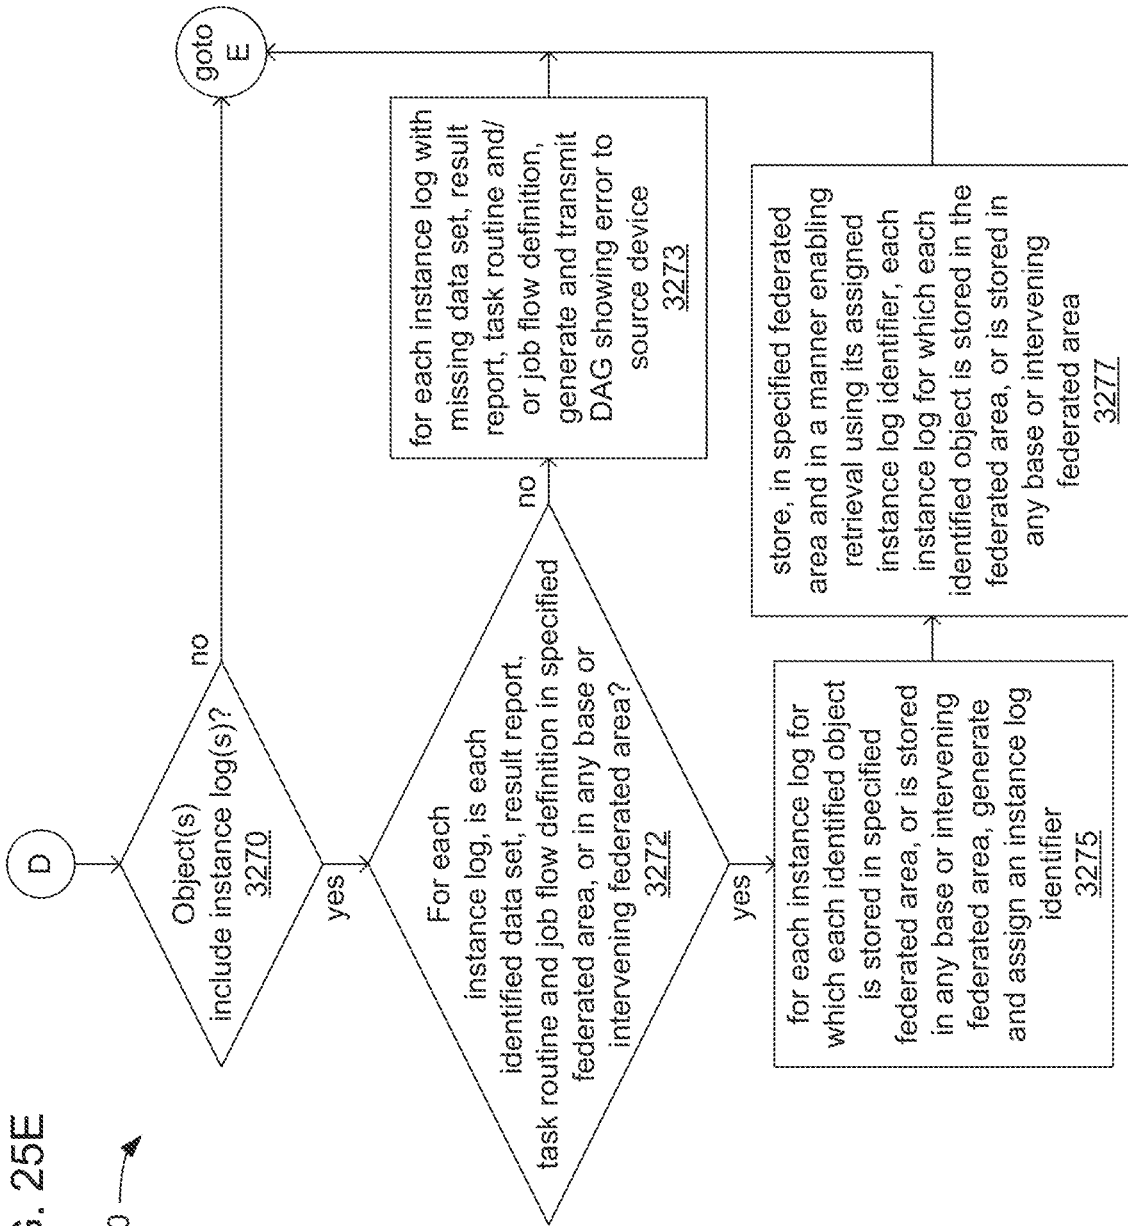 G. 25E
0
D
Object(s)
include instance log(s)?
3270
no
goto
E
yes
For each
instance log, is each
identified data set, result report,
task routine and job flow definition in specified
federated area, or in any base or
intervening federated area?
3272
no
for each instance log with
missing data set, result
report, task routine and/
or job flow definition,
generate and transmit
DAG showing error to
source device
3273
yes
for each instance log for
which each identified object
is stored in specified
federated area, or is stored
in any base or intervening
federated area, generate
and assign an instance log
identifier
3275
store, in specified federated
area and in a manner enabling
retrieval using its assigned
instance log identifier, each
instance log for which each
identified object is stored in the
federated area, or is stored in
any base or intervening
federated area
3277